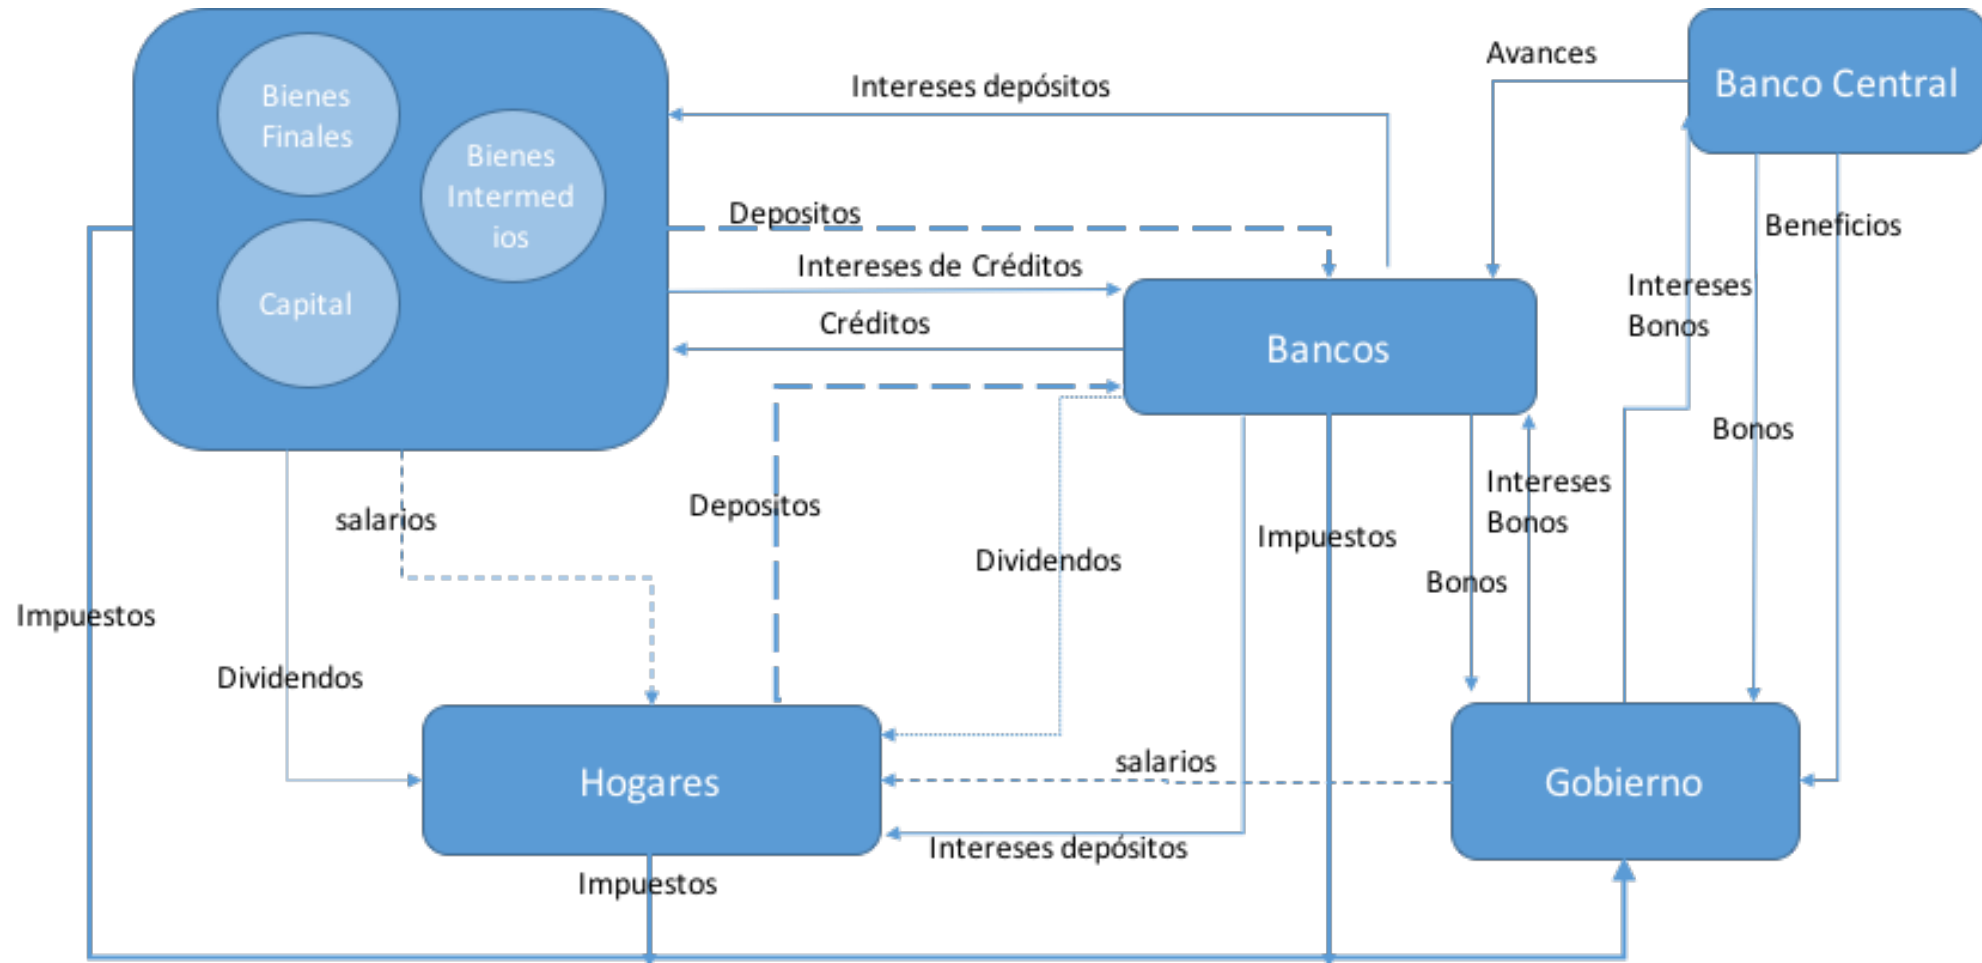 Avances
Banco Central
Bienes
Finales
Intereses depósitos
Bienes
Intermed
ios
Depositos
Beneficios
Intereses de Créditos
Capital
Intereses
Bonos
Créditos
Bancos
Bonos
Depositos
Intereses
Bonos
salarios
Impuestos
Dividendos
Bonos
Impuestos
Dividendos
salarios
Hogares
Gobierno
Intereses depósitos
Impuestos